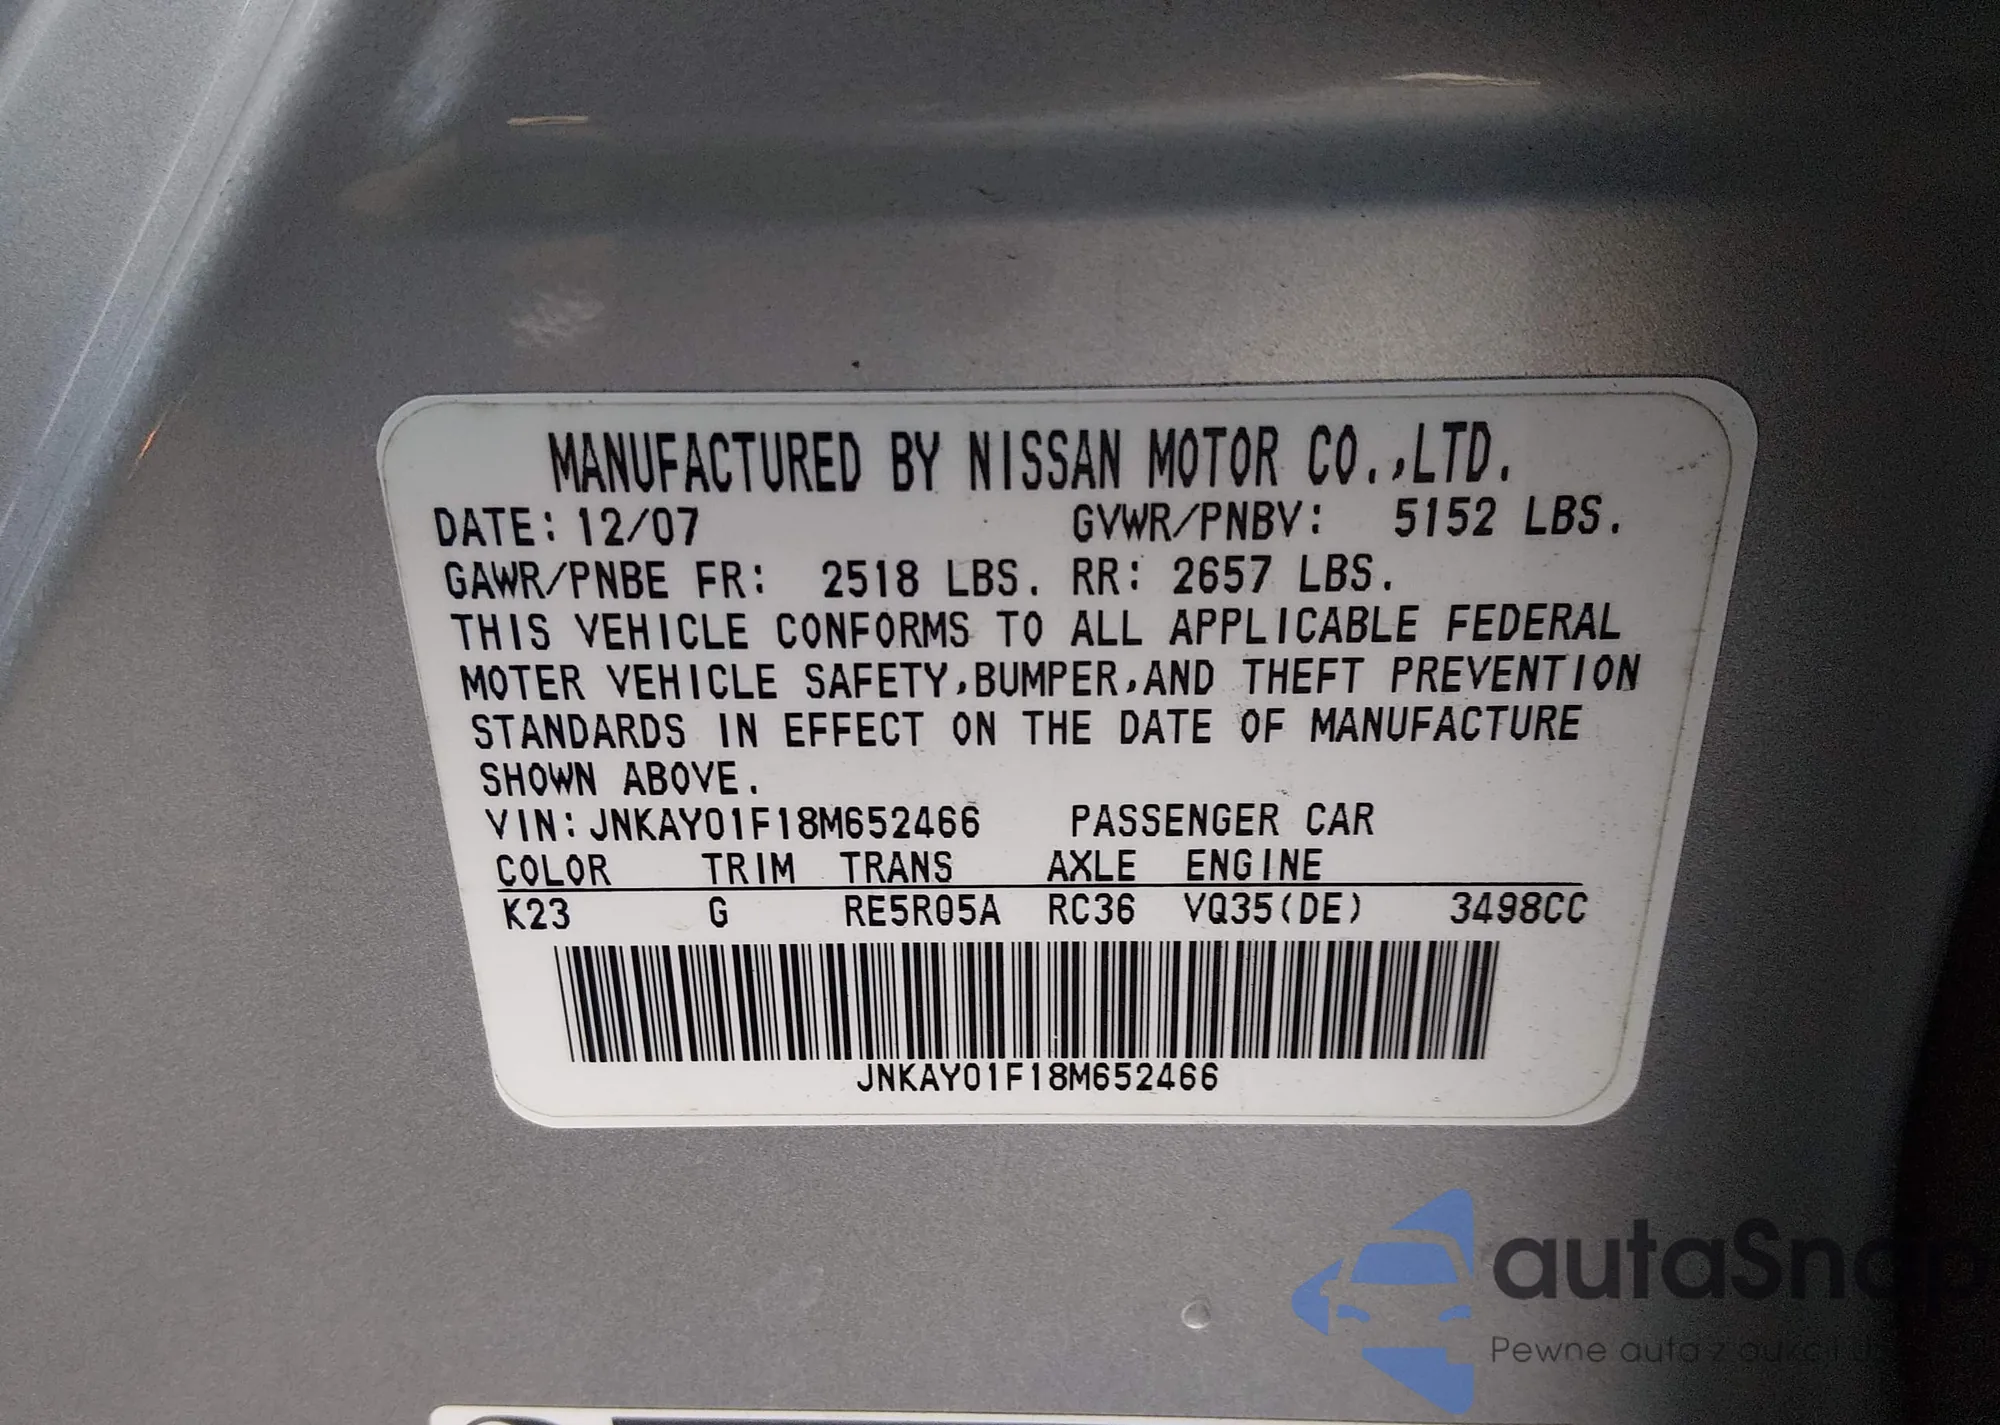 MANUFACTURED BY NISSAN MOTOR CO.,LTD.
DATE: 12/07 GVWR/PNBV: 5152 LBS.
GAWR/PNBE FR: 2518 LBS. RR: 2657 LBS.
THIS VEHICLE CONFORMS TO ALL APPLICABLE FEDERAL
MOTER VEHICLE SAFETY,BUMPER,AND THEFT PREVENTION
STANDARDS IN EFFECT ON THE DATE OF MANUFACTURE
SHOWN ABOVE.
VIN: JNKAY01F18M652466 PASSENGER CAR
COLOR TRIM TRANS AXLE ENGINE
K23 G RE5R05A RC36 VQ35(DE) 3498CC
JNKAY01F18M652466
autaSnap
Pewne auta z aukcji